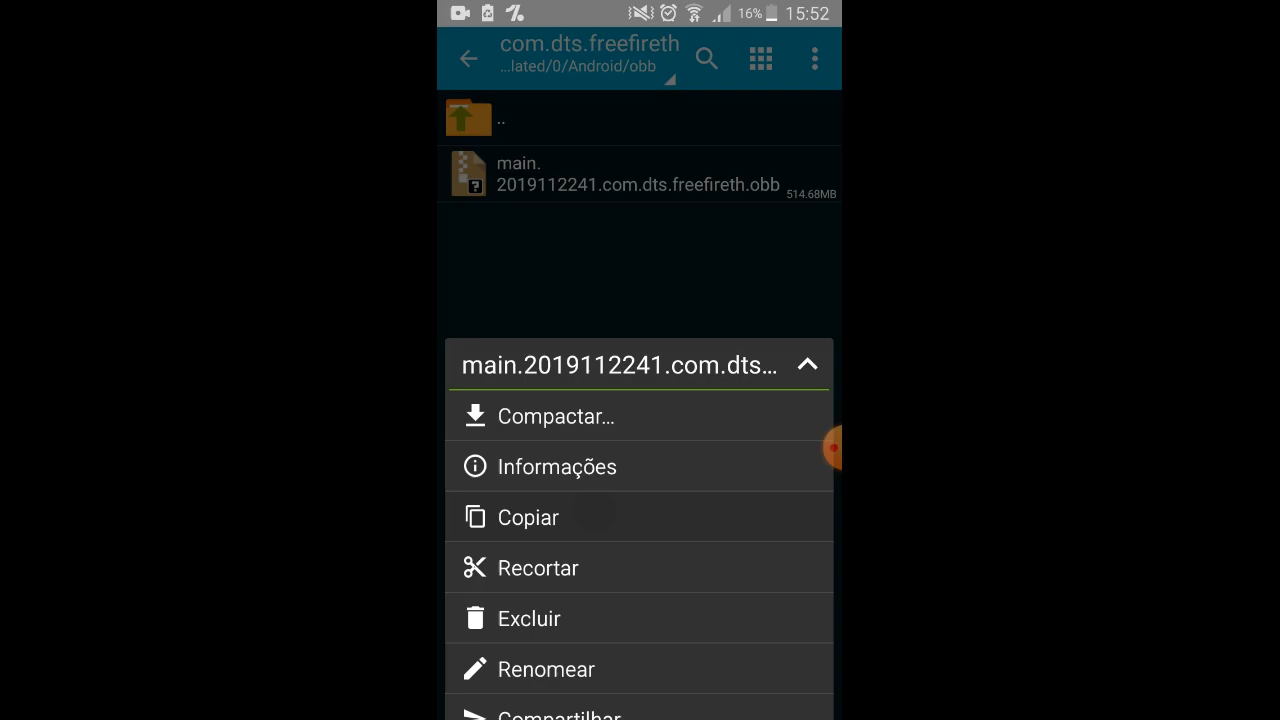 16% 15:52
com.dts.freefireth
...lated/0/Android/obb
..
main.
2019112241.com.dts.freefireth.obb
514.68MB
main.2019112241.com.dts...
Compactar...
Informações
Copiar
Recortar
Excluir
Renomear
Compartilhar